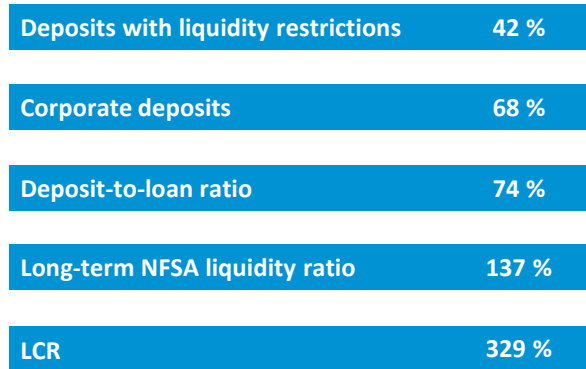 Deposits with liquidity restrictions 42 %
Corporate deposits 68 %
Deposit-to-loan ratio 74 %
Long-term NFSA liquidity ratio 137 %
LCR 329 %